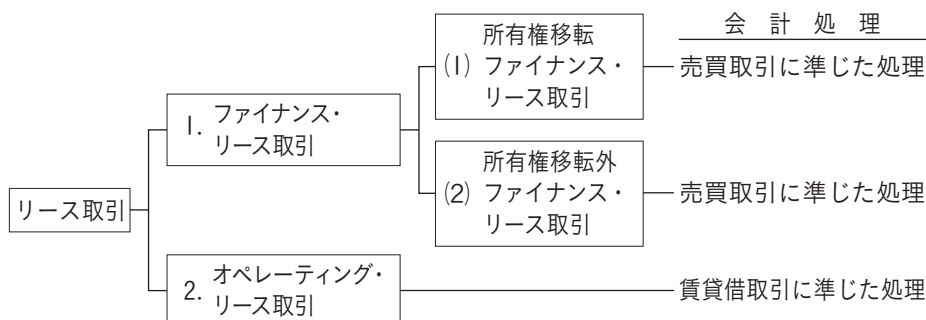 会計処理
リース取引
1. ファイナンス・
リース取引
所有権移転
(1) ファイナンス・
リース取引
売買取引に準じた処理
所有権移転外
(2) ファイナンス・
リース取引
売買取引に準じた処理
2. オペレーティング・
リース取引
賃貸借取引に準じた処理